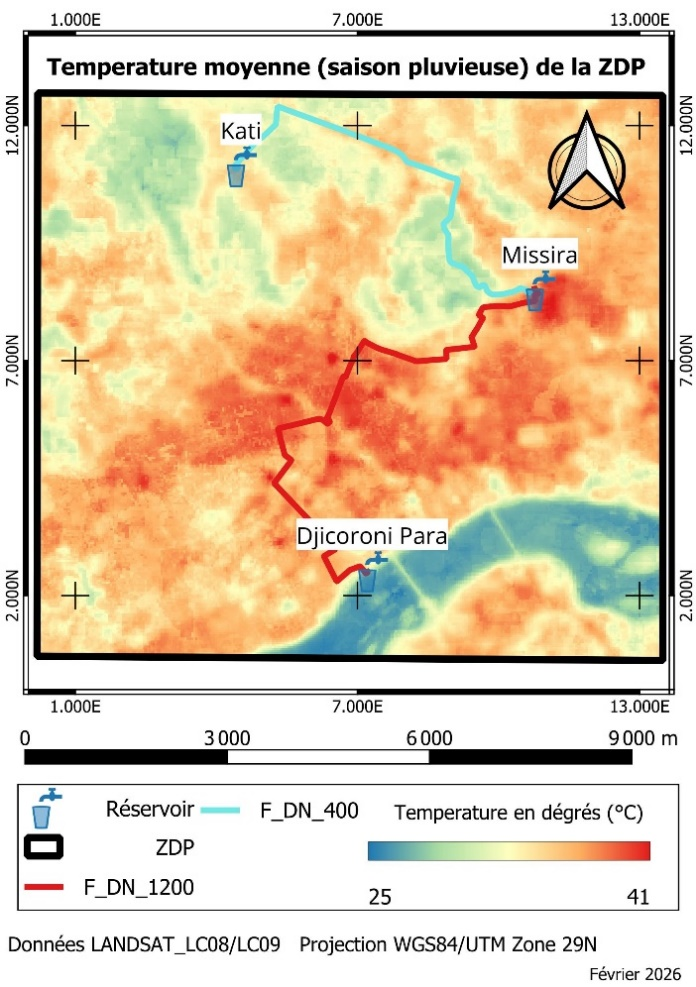 1.000E 7.000E 13.000E
Temperature moyenne (saison pluvieuse) de la ZDP
12.000N 12.000N
Kati
Missira
7.000N 7.000N
Djicoroni Para
2.000N 2.000N
1.000E 7.000E 13.000E
0 3 000 6 000 9 000 m
Réservoir F_DN_400 Temperature en dégrés (°C)
ZDP
F_DN_1200
25 41
Données LANDSAT_LC08/LC09 Projection WGS84/UTM Zone 29N
Février 2026